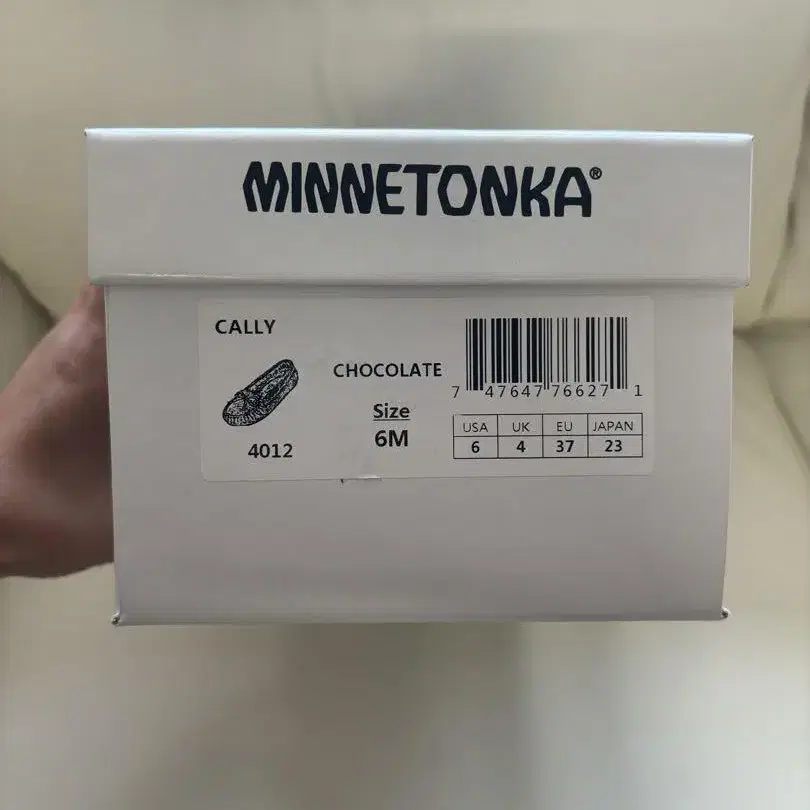 MINNETONKA®
CALLY
CHOCOLATE
Size
6M
4012
7 47647 76627 1
USA UK EU JAPAN
6 4 37 23